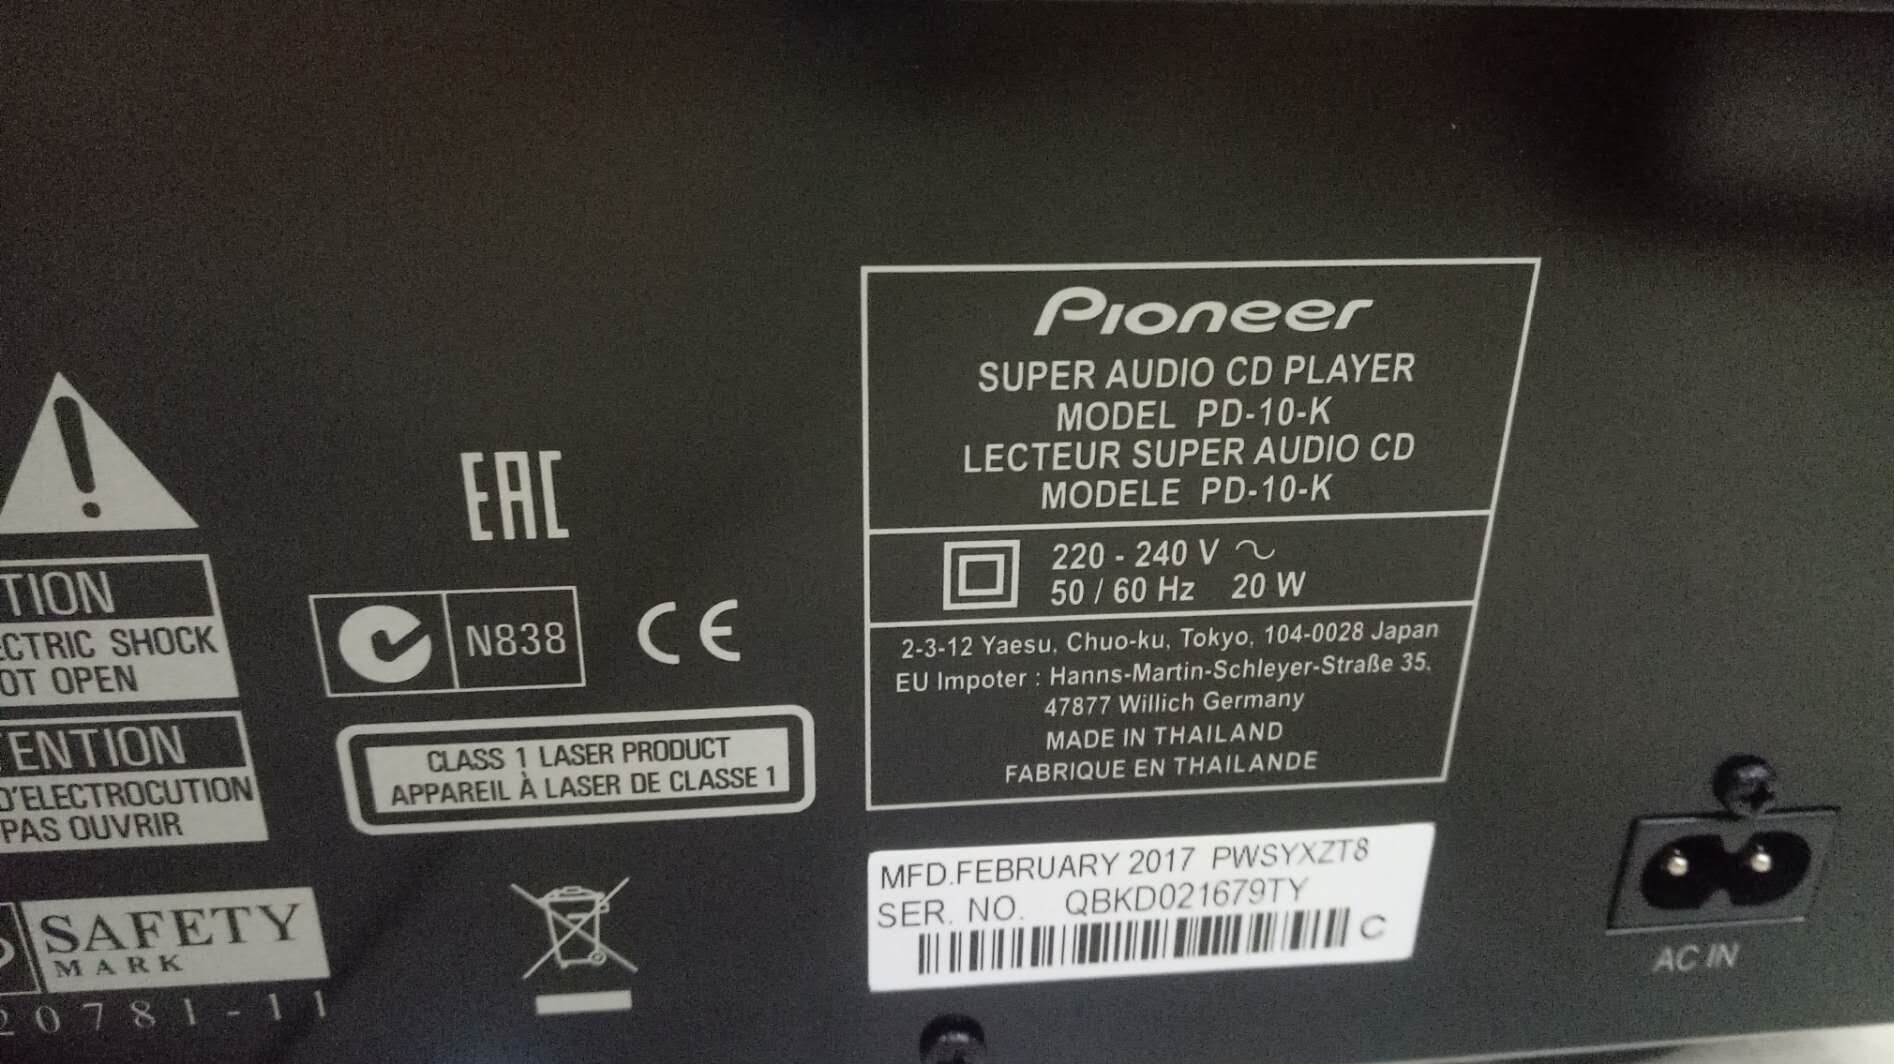 Pioneer
SUPER AUDIO CD PLAYER
MODEL PD-10-K
LECTEUR SUPER AUDIO CD
MODELE PD-10-K
220 - 240 V ~
50 / 60 Hz 20 W
2-3-12 Yaesu, Chuo-ku, Tokyo, 104-0028 Japan
EU Impoter : Hanns-Martin-Schleyer-Straße 35,
47877 Willich Germany
MADE IN THAILAND
FABRIQUE EN THAILANDE
MFD.FEBRUARY 2017 PWSYXZT8
SER. NO. QBKD021679TY
C
AC IN
EAC
N838
CE
CLASS 1 LASER PRODUCT
APPAREIL À LASER DE CLASSE 1
TION
CTRIC SHOCK
OT OPEN
TENTION
D'ELECTROCUTION
PAS OUVRIR
SAFETY
MARK
20781-11